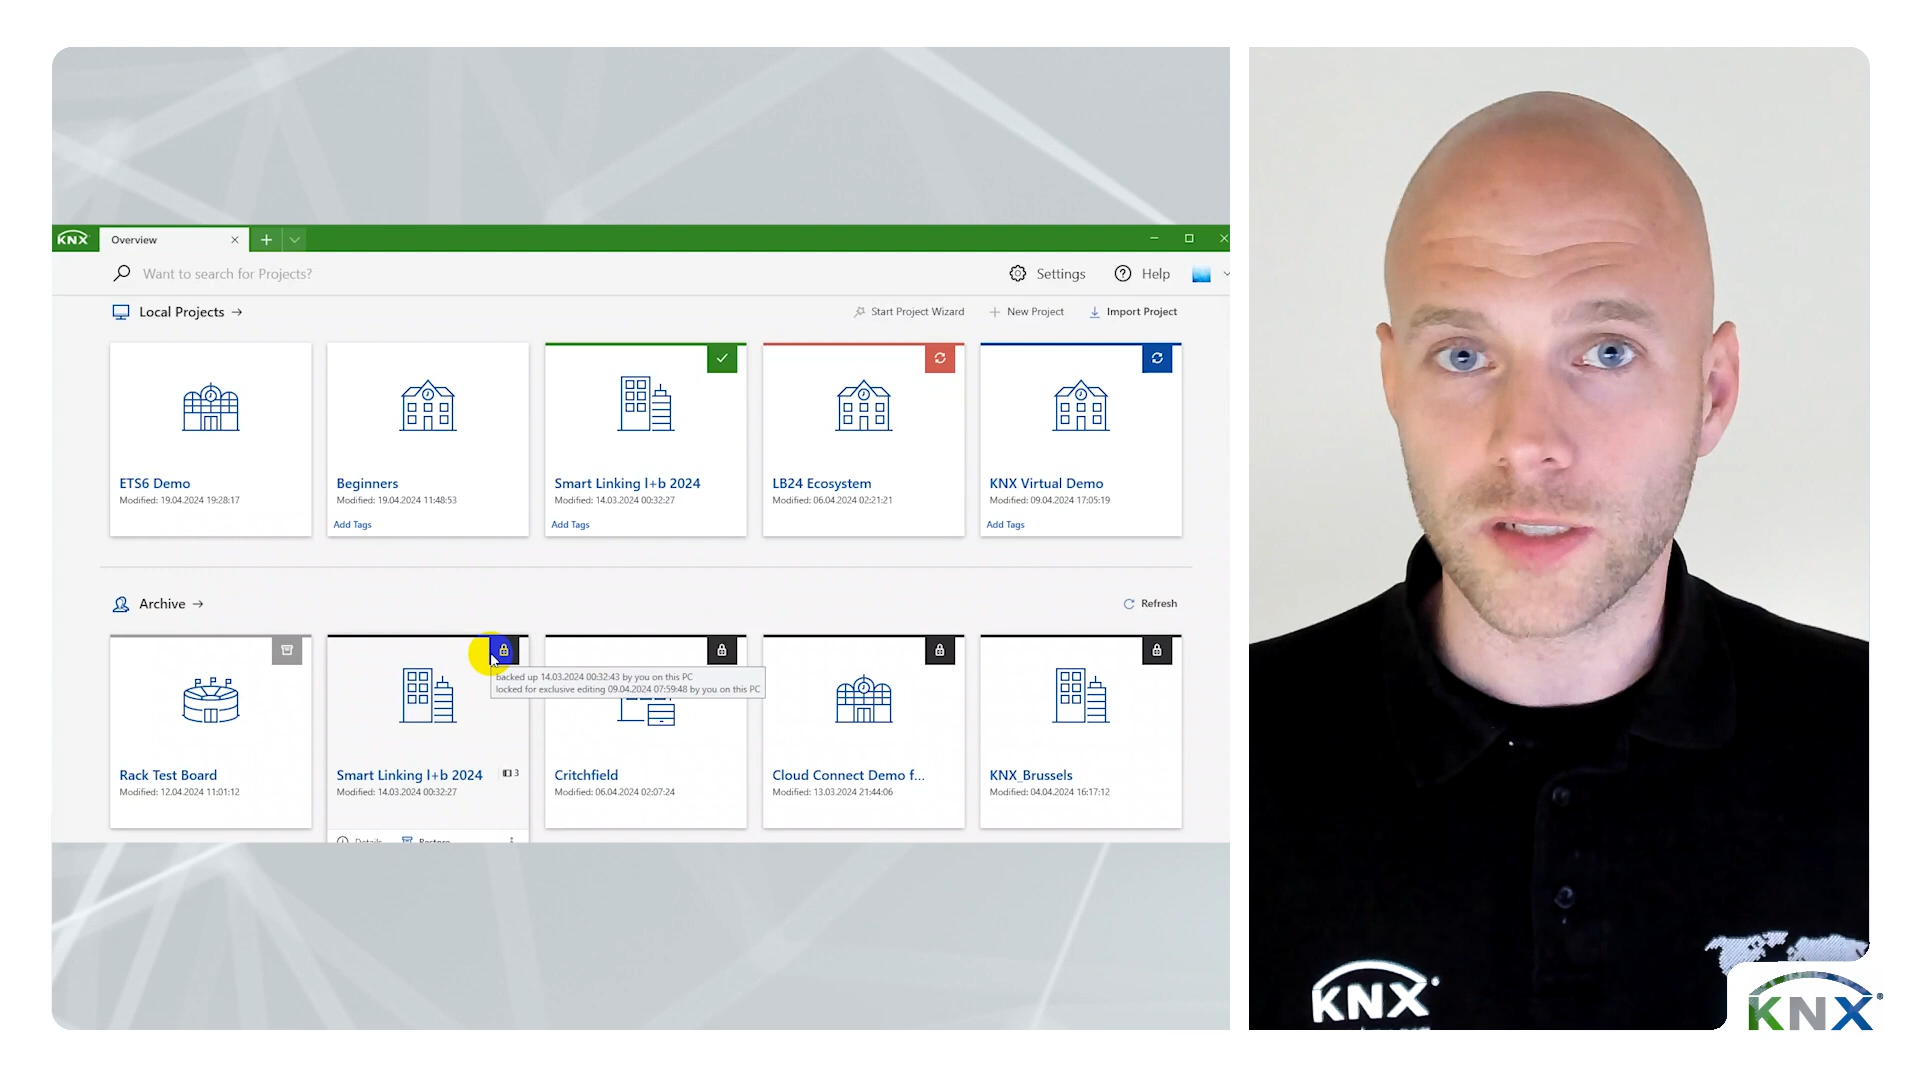 KNX
Overview
Want to search for Projects?
Settings
Help
Local Projects
Start Project Wizard
New Project
Import Project
ETS6 Demo
Modified: 19.04.2024 19:28:17
Beginners
Modified: 19.04.2024 11:48:53
Add Tags
Smart Linking l+b 2024
Modified: 14.03.2024 00:32:27
Add Tags
LB24 Ecosystem
Modified: 06.04.2024 02:21:21
KNX Virtual Demo
Modified: 09.04.2024 17:05:19
Add Tags
Archive
Refresh
backed up 14.03.2024 00:32:43 by you on this PC
locked for exclusive editing 09.04.2024 07:59:48 by you on this PC
Rack Test Board
Modified: 12.04.2024 11:01:12
Smart Linking l+b 2024
3
Modified: 14.03.2024 00:32:27
Details
Restore
Critchfield
Modified: 06.04.2024 02:07:24
Cloud Connect Demo f...
Modified: 13.03.2024 21:44:06
KNX_Brussels
Modified: 04.04.2024 16:17:12
KNX
KNX